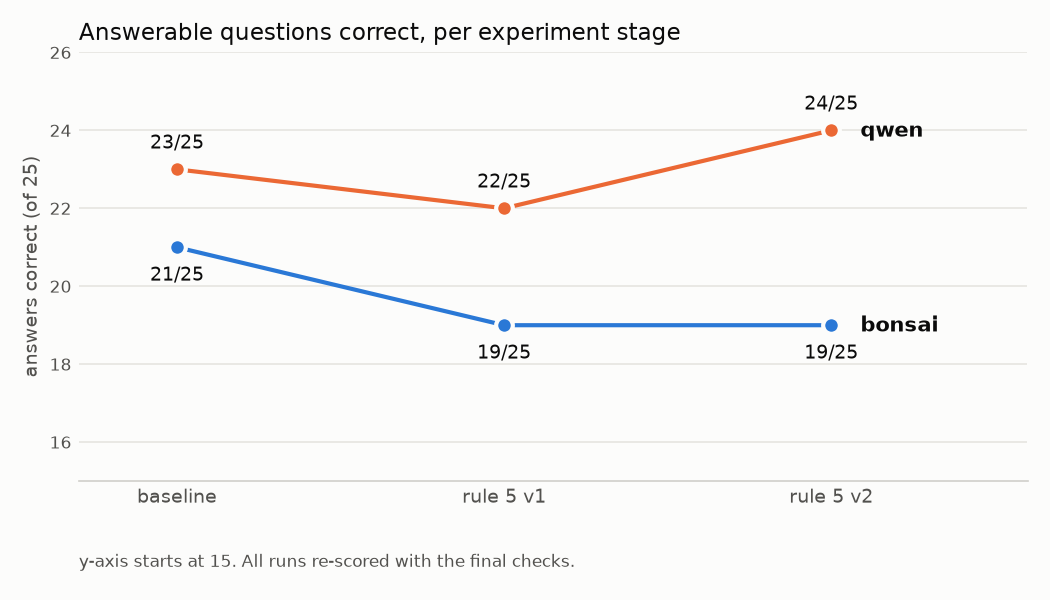 Answerable questions correct, per experiment stage
answers correct (of 25)
26
24
22
20
18
16
23/25
22/25
24/25
qwen
21/25
19/25
19/25
bonsai
baseline
rule 5 v1
rule 5 v2
y-axis starts at 15. All runs re-scored with the final checks.